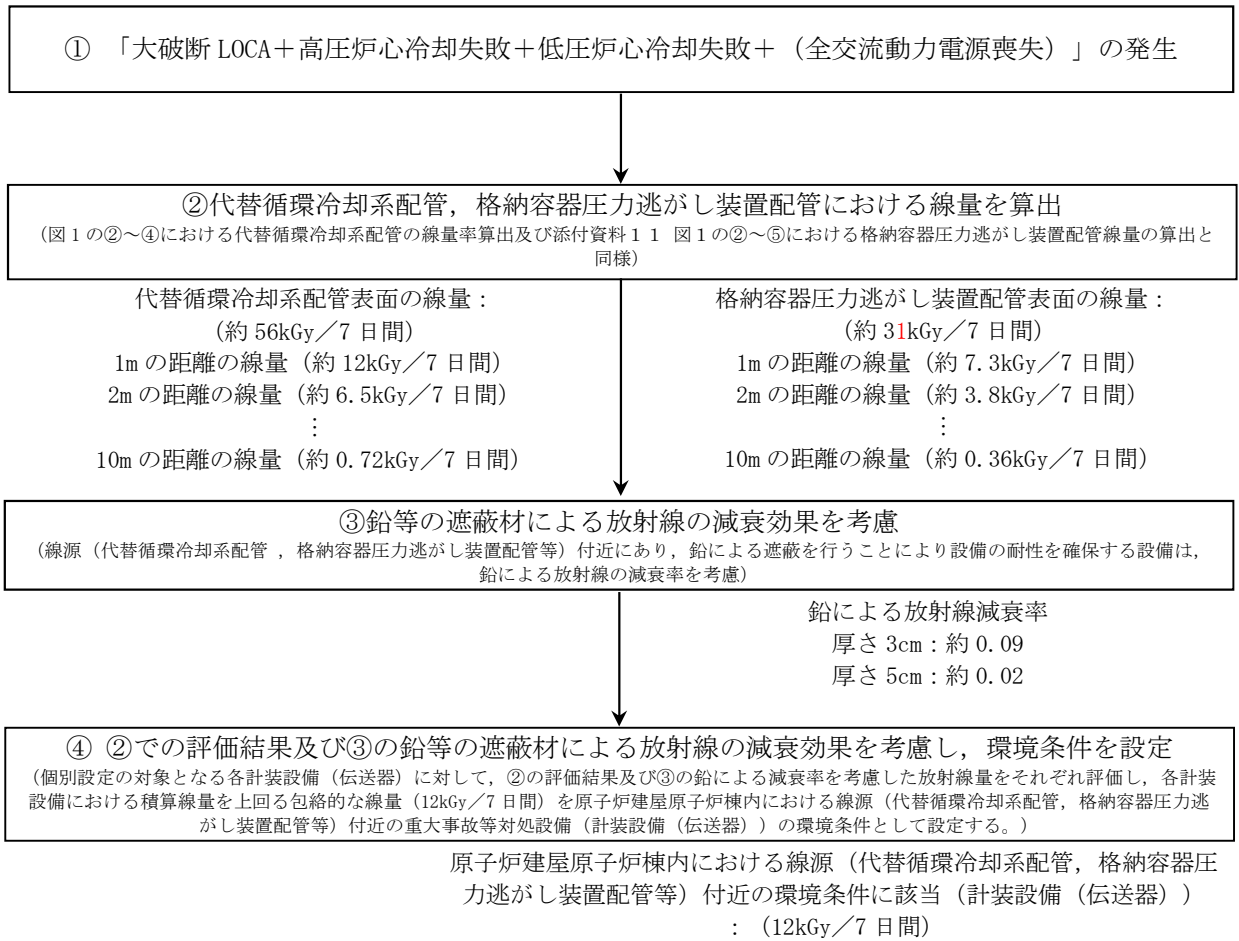 ① 「大破断 LOCA＋高圧炉心冷却失敗＋低圧炉心冷却失敗＋（全交流動力電源喪失）」の発生
②代替循環冷却系配管，格納容器圧力逃がし装置配管における線量を算出
（図１の②～④における代替循環冷却系配管の線量率算出及び添付資料１１ 図１の②～⑤における格納容器圧力逃がし装置配管線量の算出と
同様）
代替循環冷却系配管表面の線量：
（約 56kGy／7 日間）
1m の距離の線量（約 12kGy／7 日間）
2m の距離の線量（約 6.5kGy／7 日間）
⋮
10m の距離の線量（約 0.72kGy／7 日間）
格納容器圧力逃がし装置配管表面の線量：
（約 31kGy／7 日間）
1m の距離の線量（約 7.3kGy／7 日間）
2m の距離の線量（約 3.8kGy／7 日間）
⋮
10m の距離の線量（約 0.36kGy／7 日間）
③鉛等の遮蔽材による放射線の減衰効果を考慮
（線源（代替循環冷却系配管 ，格納容器圧力逃がし装置配管等）付近にあり，鉛による遮蔽を行うことにより設備の耐性を確保する設備は，
鉛による放射線の減衰率を考慮）
鉛による放射線減衰率
厚さ 3cm：約 0.09
厚さ 5cm：約 0.02
④ ②での評価結果及び③の鉛等の遮蔽材による放射線の減衰効果を考慮し，環境条件を設定
（個別設定の対象となる各計装設備（伝送器）に対して，②の評価結果及び③の鉛による減衰率を考慮した放射線量をそれぞれ評価し，各計装
設備における積算線量を上回る包絡的な線量（12kGy／7 日間）を原子炉建屋原子炉棟内における線源（代替循環冷却系配管，格納容器圧力逃
がし装置配管等）付近の重大事故等対処設備（計装設備（伝送器））の環境条件として設定する。）
原子炉建屋原子炉棟内における線源（代替循環冷却系配管，格納容器圧
力逃がし装置配管等）付近の環境条件に該当（計装設備（伝送器））
：（12kGy／7 日間）